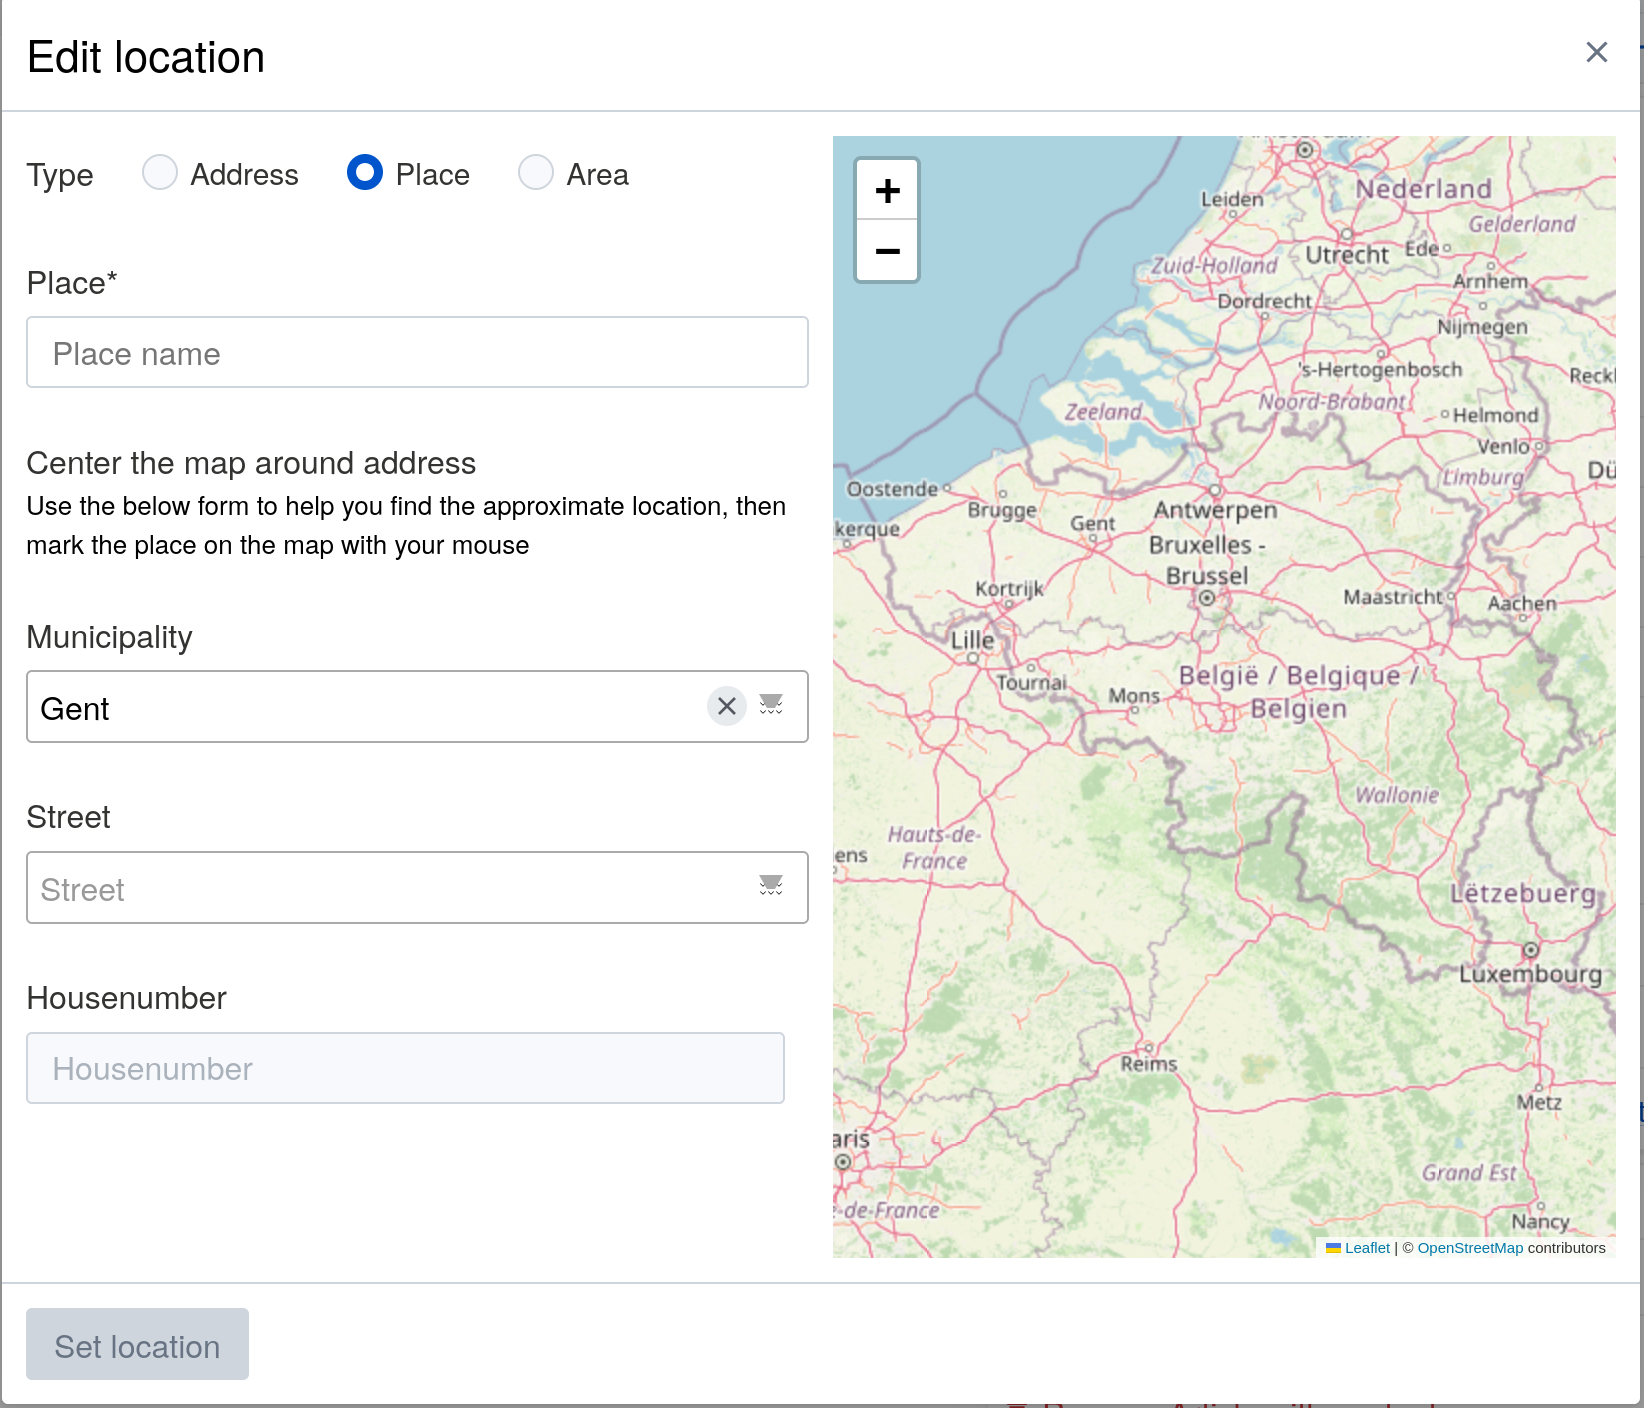 Edit location
Type
Address
Place
Area
Place*
Place name
Center the map around address
Use the below form to help you find the approximate location, then
mark the place on the map with your mouse
Municipality
Gent
Street
Street
Housenumber
Housenumber
Set location
+
−
Nederland
Leiden
Gelderland
Utrecht
Ede
Zuid-Holland
Arnhem
Dordrecht
Nijmegen
's-Hertogenbosch
Noord-Brabant
Zeeland
Helmond
Venlo
Limburg
Oostende
Brugge
Antwerpen
kerque
Gent
Bruxelles -
Brussel
Kortrijk
Maastricht
Aachen
Lille
Tournai
Mons
België / Belgique /
Belgien
Wallonie
Hauts-de-
France
ens
Lëtzebuerg
Luxembourg
Reims
Metz
aris
Grand Est
-de-France
Nancy
Leaflet | © OpenStreetMap contributors